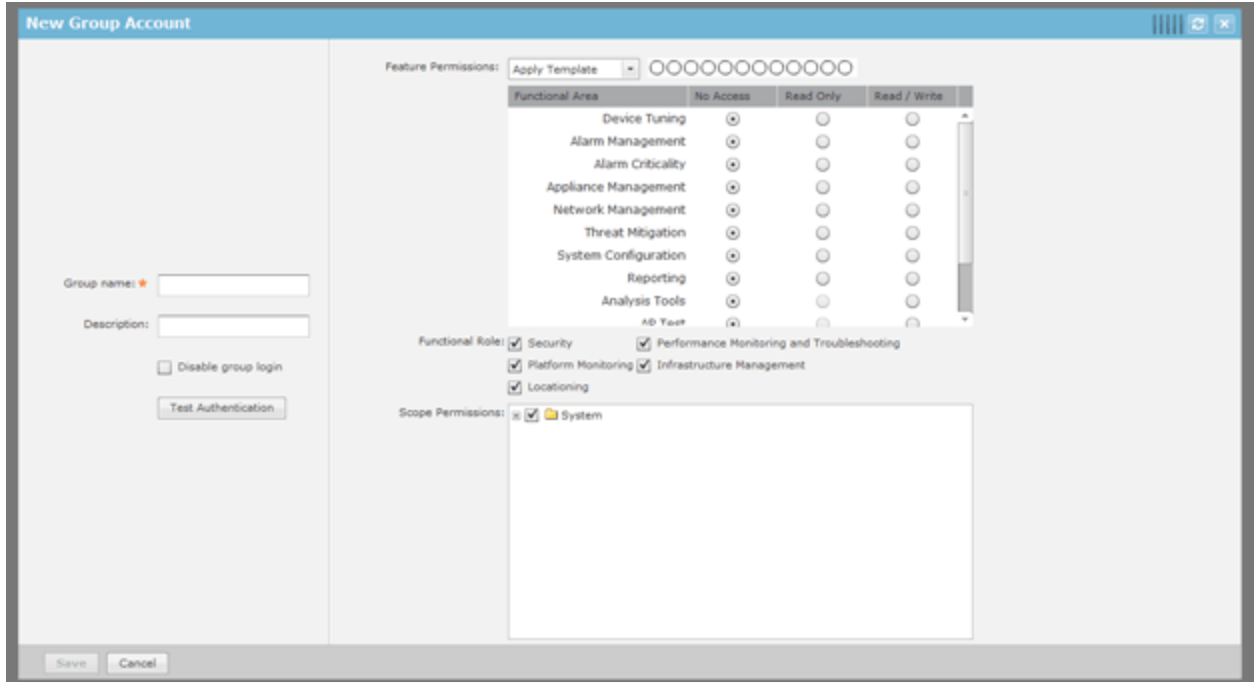 New Group Account
Group name:
Description:
Disable group login
Test Authentication
Feature Permissions: Apply Template
Functional Area No Access Read Only Read / Write
Device Tuning
Alarm Management
Alarm Criticality
Appliance Management
Network Management
Threat Mitigation
System Configuration
Reporting
Analysis Tools
AP Test
Functional Role: Security Performance Monitoring and Troubleshooting
Platform Monitoring Infrastructure Management
Locationing
Scope Permissions: System
Save Cancel